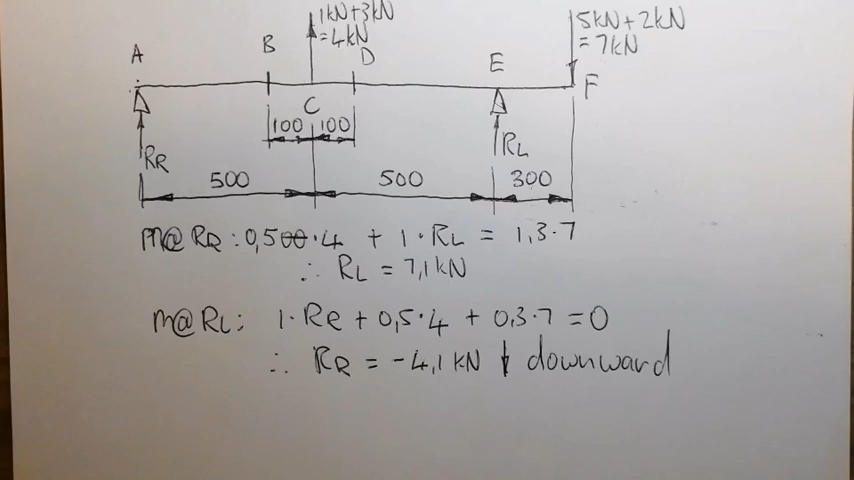 1kN+3kN
=4kN
5kN+2kN
=7kN
A
B
D
E
F
C
100 100
RR
RL
500
500
300
M@ RR : 0,500·4 + 1·RL = 1,3·7
∴ RL = 7,1kN
m@RL: 1·RR + 0,5·4 + 0,3·7 = 0
∴ RR = -4,1 kN ↓ downward